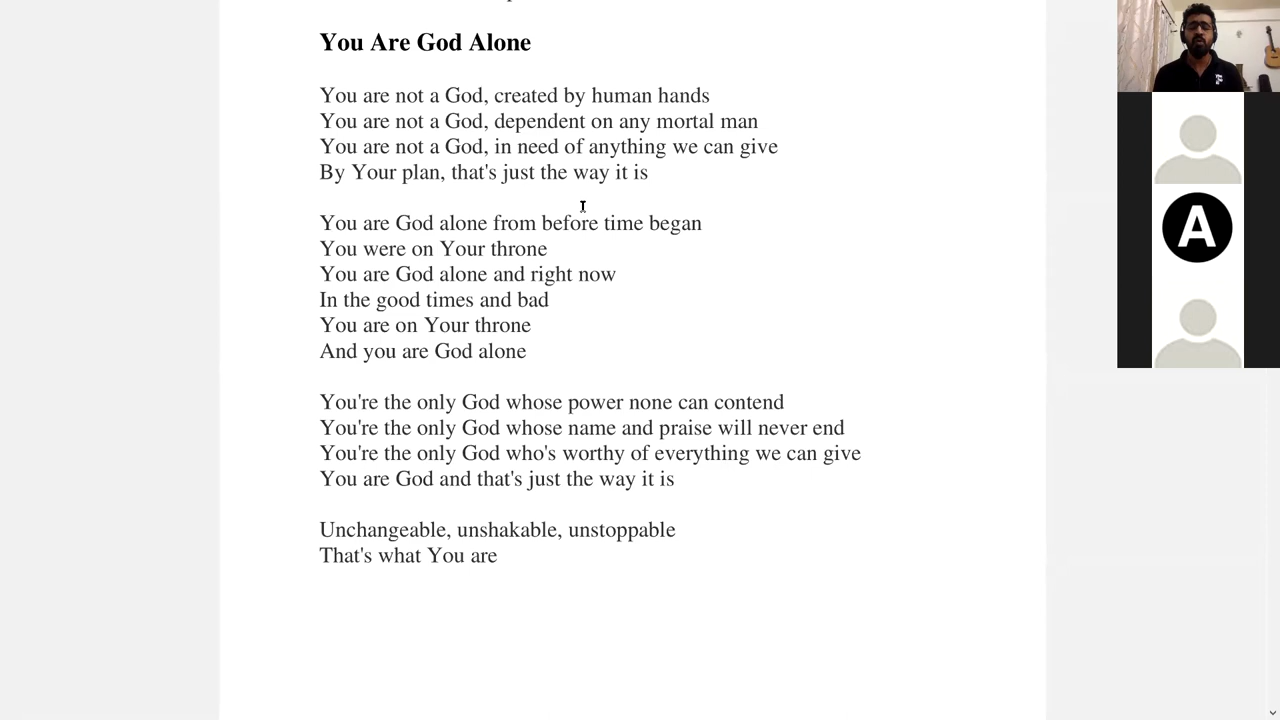 You Are God Alone
You are not a God, created by human hands
You are not a God, dependent on any mortal man
You are not a God, in need of anything we can give
By Your plan, that's just the way it is
You are God alone from before time began
You were on Your throne
You are God alone and right now
In the good times and bad
You are on Your throne
And you are God alone
You're the only God whose power none can contend
You're the only God whose name and praise will never end
You're the only God who's worthy of everything we can give
You are God and that's just the way it is
Unchangeable, unshakable, unstoppable
That's what You are
A